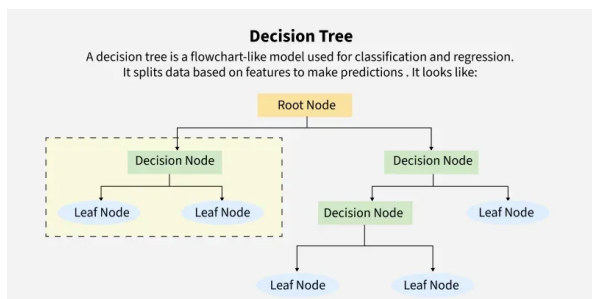 Decision Tree
A decision tree is a flowchart-like model used for classification and regression.
It splits data based on features to make predictions . It looks like:
Root Node
Decision Node
Decision Node
Leaf Node
Leaf Node
Decision Node
Leaf Node
Leaf Node
Leaf Node